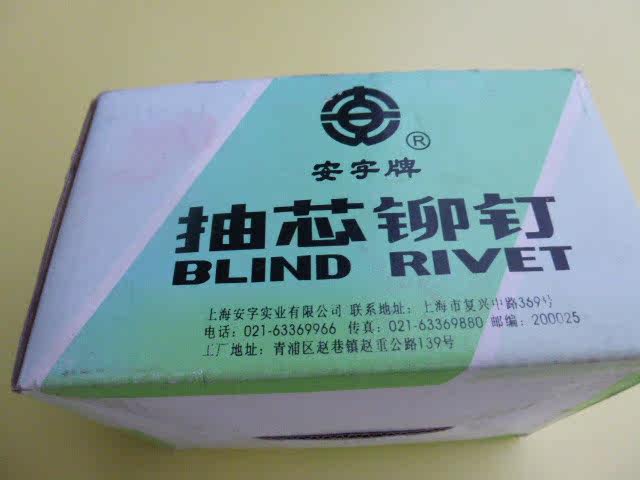 ®
安字牌
抽芯铆钉
BLIND RIVET
上海安字实业有限公司 联系地址：上海市复兴中路369号
电话：021-63369966 传真：021-63369880 邮编：200025
工厂地址：青浦区赵巷镇赵重公路139号